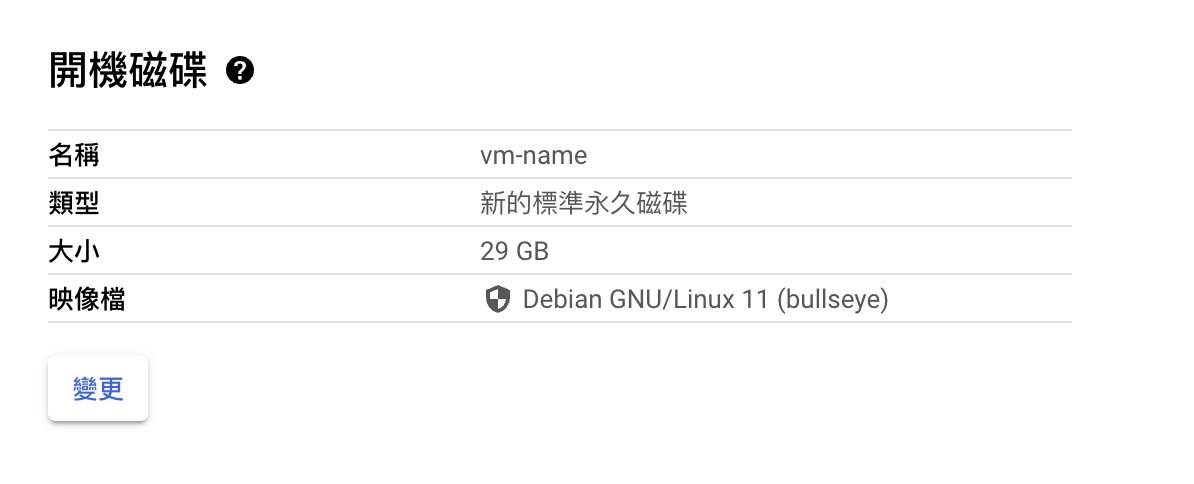 開機磁碟 ?
名稱 vm-name
類型 新的標準永久磁碟
大小 29 GB
映像檔 Debian GNU/Linux 11 (bullseye)
變更